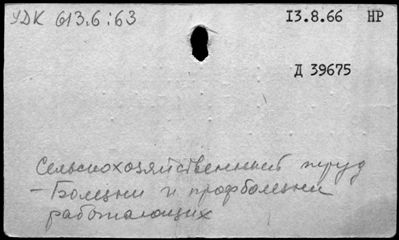 УДК 613.6:63
13.8.66 НР
Д 39675
Сельскохозяйственный труд
- Болезни и профболезни
работающих